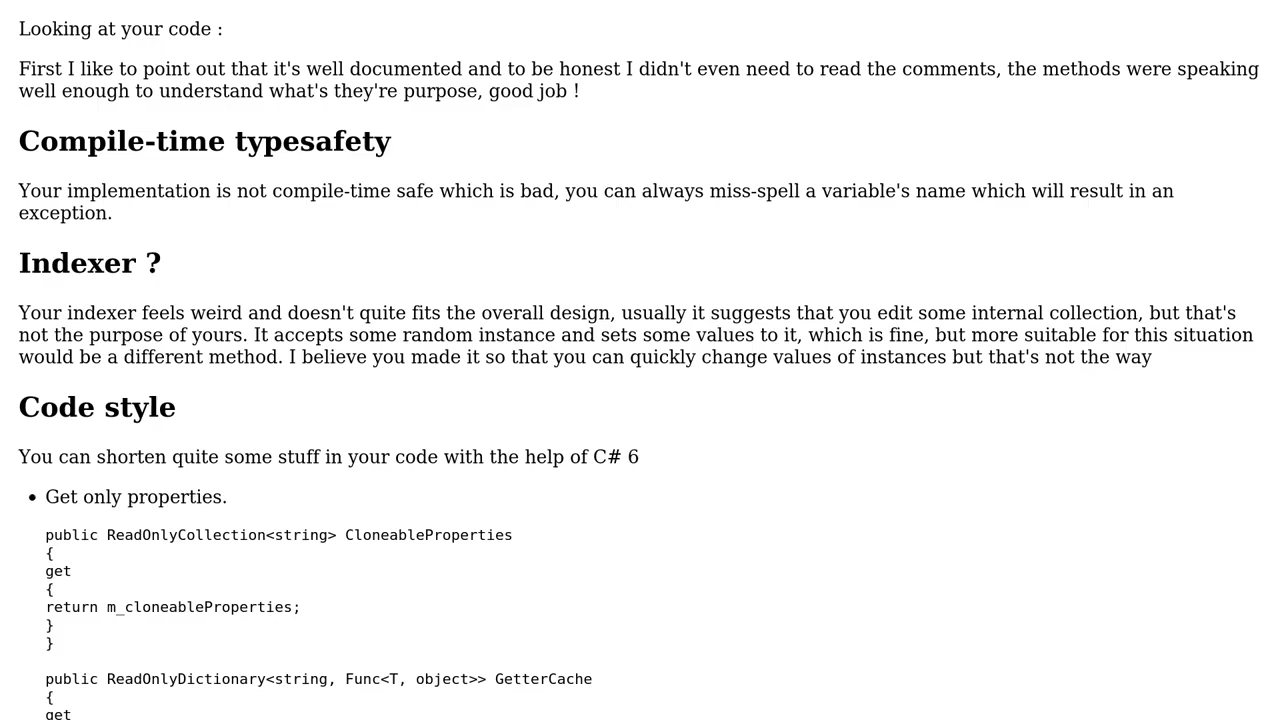 Looking at your code :
First I like to point out that it's well documented and to be honest I didn't even need to read the comments, the methods were speaking
well enough to understand what's they're purpose, good job !
Compile-time typesafety
Your implementation is not compile-time safe which is bad, you can always miss-spell a variable's name which will result in an
exception.
Indexer ?
Your indexer feels weird and doesn't quite fits the overall design, usually it suggests that you edit some internal collection, but that's
not the purpose of yours. It accepts some random instance and sets some values to it, which is fine, but more suitable for this situation
would be a different method. I believe you made it so that you can quickly change values of instances but that's not the way
Code style
You can shorten quite some stuff in your code with the help of C# 6
• Get only properties.
public ReadOnlyCollection<string> CloneableProperties
{
get
{
return m_cloneableProperties;
}
}
public ReadOnlyDictionary<string, Func<T, object>> GetterCache
{
get